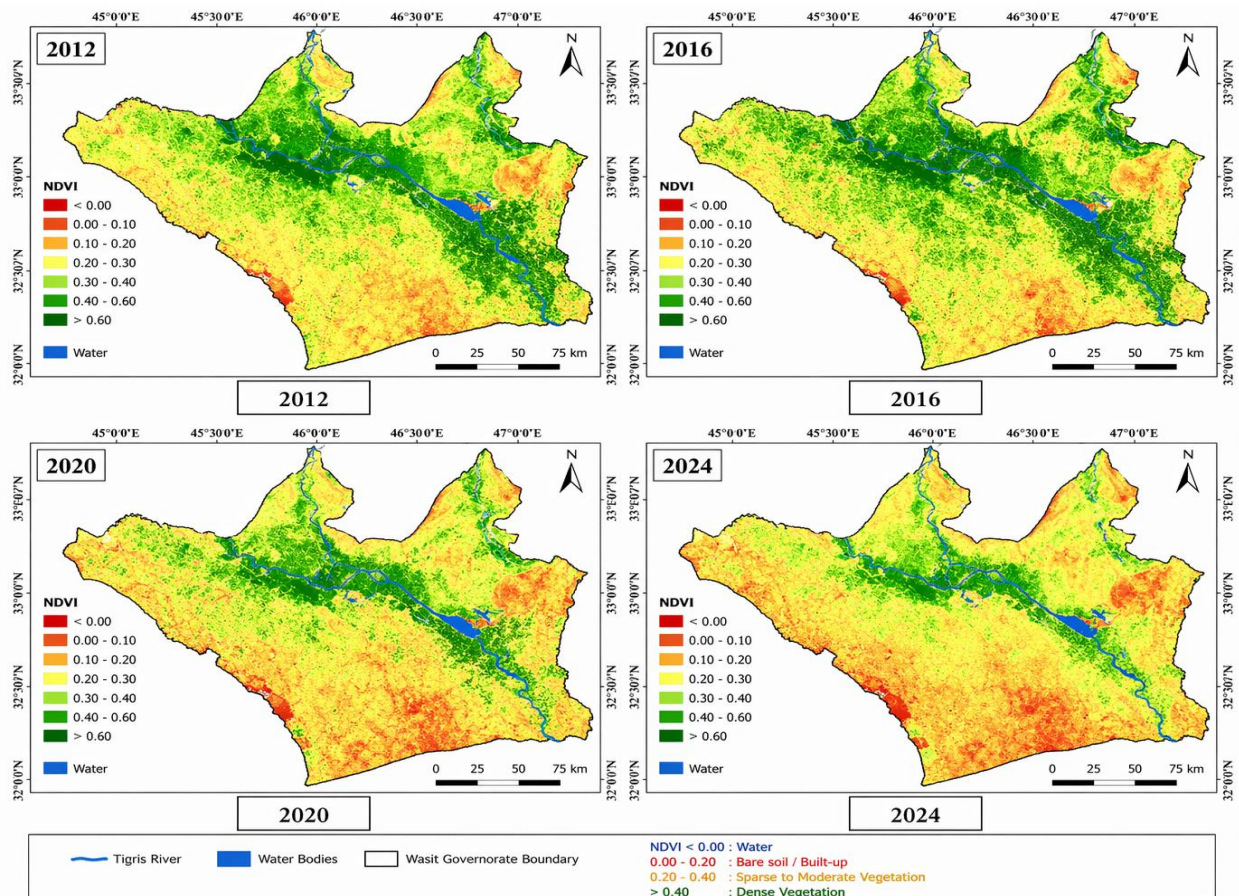 45°0'0"E 45°30'0"E 46°0'0"E 46°30'0"E 47°0'0"E
2012
N
33°0'0"N
32°0'0"N
NDVI
< 0.00
0.00 - 0.10
0.10 - 0.20
0.20 - 0.30
0.30 - 0.40
0.40 - 0.60
> 0.60
Water
0 25 50 75 km
2012
45°0'0"E 45°30'0"E 46°0'0"E 46°30'0"E 47°0'0"E
2016
N
33°0'0"N
32°0'0"N
NDVI
< 0.00
0.00 - 0.10
0.10 - 0.20
0.20 - 0.30
0.30 - 0.40
0.40 - 0.60
> 0.60
Water
0 25 50 75 km
2016
45°0'0"E 45°30'0"E 46°0'0"E 46°30'0"E 47°0'0"E
2020
N
33°0'0"N
32°0'0"N
NDVI
< 0.00
0.00 - 0.10
0.10 - 0.20
0.20 - 0.30
0.30 - 0.40
0.40 - 0.60
> 0.60
Water
0 25 50 75 km
2020
45°0'0"E 45°30'0"E 46°0'0"E 46°30'0"E 47°0'0"E
2024
N
33°0'0"N
32°0'0"N
NDVI
< 0.00
0.00 - 0.10
0.10 - 0.20
0.20 - 0.30
0.30 - 0.40
0.40 - 0.60
> 0.60
Water
0 25 50 75 km
2024
Tigris River
Water Bodies
Wasit Governorate Boundary
NDVI < 0.00 : Water
0.00 - 0.20 : Bare soil / Built-up
0.20 - 0.40 : Sparse to Moderate Vegetation
> 0.40 : Dense Vegetation